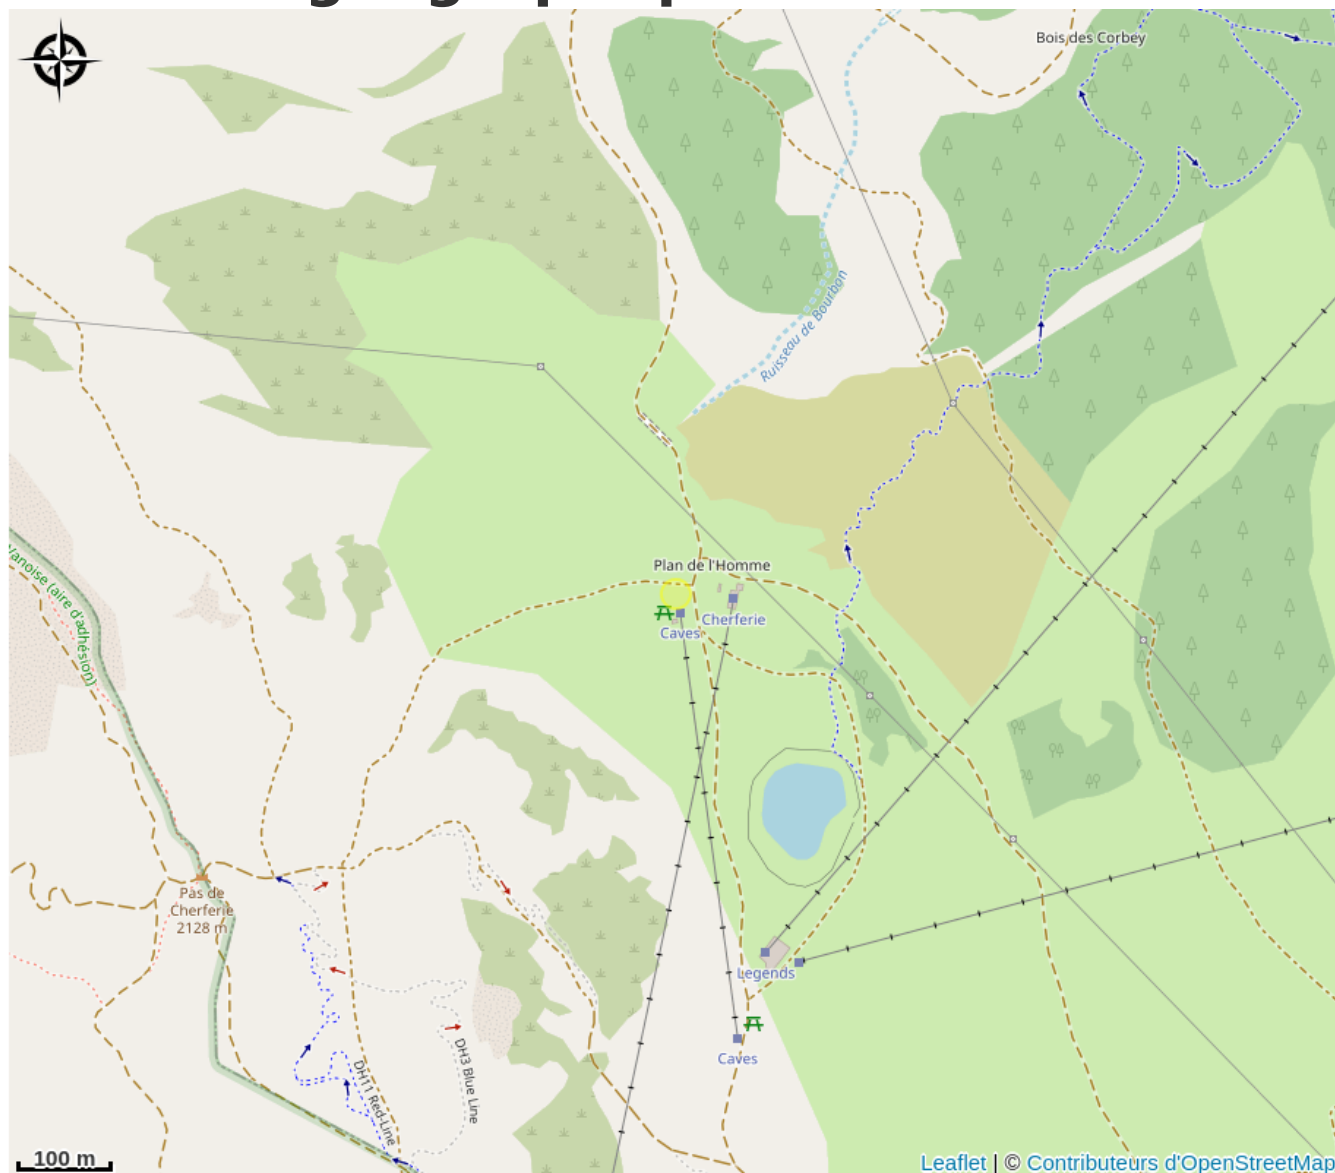 Bois des Corbey
Ruisseau de Bourbon
Vanoise (aire d'adhésion)
Plan de l'Homme
Cherferie
Caves
Pas de
Cherferie
2128 m
Legends
Caves
DH11 Red-Line
DH3 Blue Line
100 m
Leaflet | © Contributeurs d'OpenStreetMap